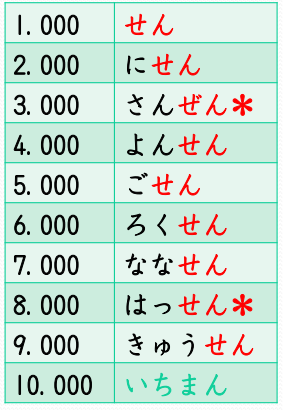 1.000 せん
2.000 にせん
3.000 さんぜん*
4.000 よんせん
5.000 ごせん
6.000 ろくせん
7.000 ななせん
8.000 はっせん*
9.000 きゅうせん
10.000 いちまん